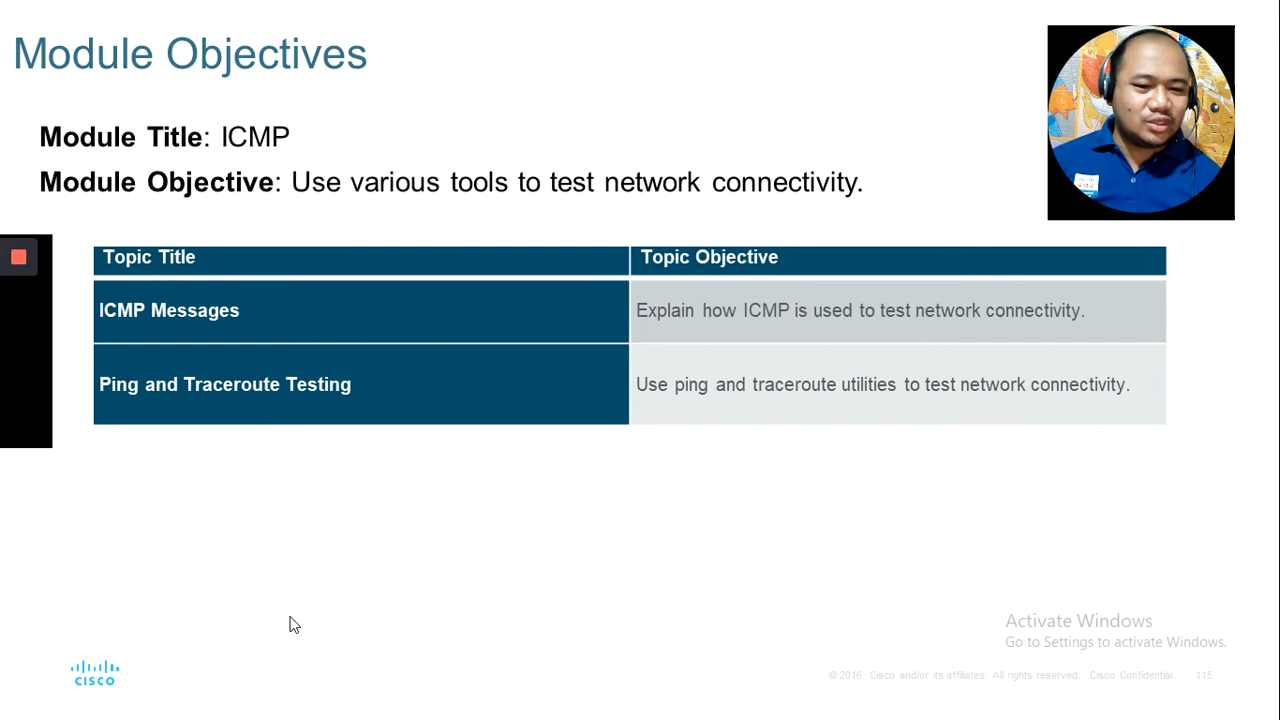 Module Objectives
Module Title: ICMP
Module Objective: Use various tools to test network connectivity.
Topic Title Topic Objective
ICMP Messages Explain how ICMP is used to test network connectivity.
Ping and Traceroute Testing Use ping and traceroute utilities to test network connectivity.
Activate Windows
Go to Settings to activate Windows.
CISCO
© 2016 Cisco and/or its affiliates. All rights reserved. Cisco Confidential 115